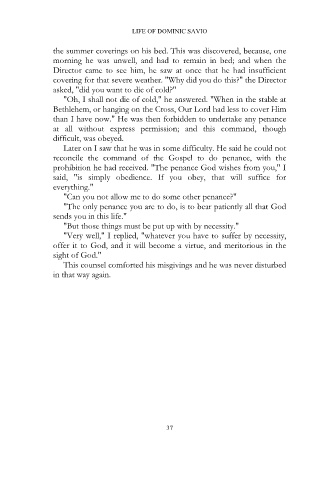 LIFE OF DOMINIC SAVIO
the summer coverings on his bed. This was discovered, because, one
morning he was unwell, and had to remain in bed; and when the
Director came to see him, he saw at once that he had insufficient
covering for that severe weather. "Why did you do this?" the Director
asked, "did you want to die of cold?"
"Oh, I shall not die of cold," he answered. "When in the stable at
Bethlehem, or hanging on the Cross, Our Lord had less to cover Him
than I have now." He was then forbidden to undertake any penance
at all without express permission; and this command, though
difficult, was obeyed.
Later on I saw that he was in some difficulty. He said he could not
reconcile the command of the Gospel to do penance, with the
prohibition he had received. "The penance God wishes from you," I
said, "is simply obedience. If you obey, that will suffice for
everything."
"Can you not allow me to do some other penance?"
"The only penance you are to do, is to bear patiently all that God
sends you in this life."
"But those things must be put up with by necessity."
"Very well," I replied, "whatever you have to suffer by necessity,
offer it to God, and it will become a virtue, and meritorious in the
sight of God."
This counsel comforted his misgivings and he was never disturbed
in that way again.
37